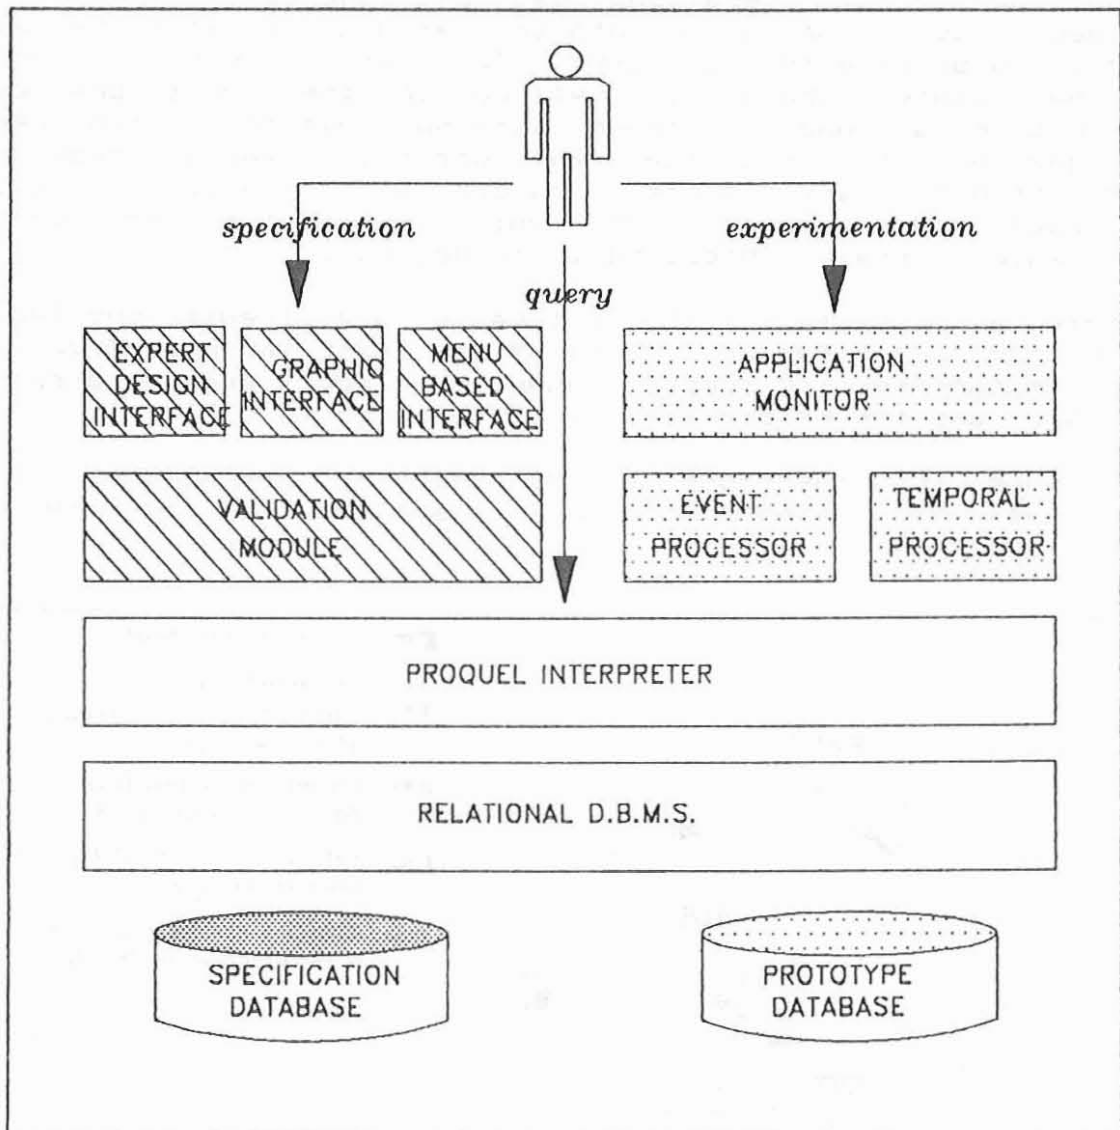 specification
experimentation
query
EXPERT
DESIGN
INTERFACE
GRAPHIC
INTERFACE
MENU
BASED
INTERFACE
APPLICATION
MONITOR
VALIDATION
MODULE
EVENT
PROCESSOR
TEMPORAL
PROCESSOR
PROQUEL INTERPRETER
RELATIONAL D.B.M.S.
SPECIFICATION
DATABASE
PROTOTYPE
DATABASE